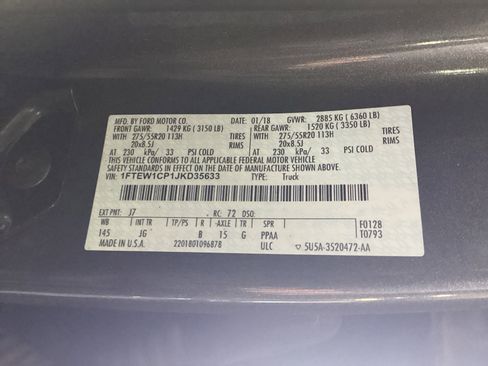 MFD. BY FORD MOTOR CO. DATE: 01/18 GVWR: 2885 KG ( 6360 LB)
FRONT GAWR: 1429 KG ( 3150 LB) REAR GAWR: 1520 KG ( 3350 LB)
WITH 275/55R20 113H TIRES WITH 275/55R20 113H TIRES
20x8.5J RIMS 20x8.5J RIMS
AT 230 kPa/ 33 PSI COLD AT 230 kPa/ 33 PSI COLD
THIS VEHICLE CONFORMS TO ALL APPLICABLE FEDERAL MOTOR VEHICLE
SAFETY STANDARDS IN EFFECT ON THE DATE OF MANUFACTURE SHOWN ABOVE.
VIN: 1FTEW1CP1JKD35633 TYPE: Truck
EXT PNT: J7 RC: 72 DSO:
WB INT TR TP/PS R AXLE TR SPR F0128
145 JG B 15 G PPAA T0793
MADE IN U.S.A. 2201801096878 ULC ▽ 5U5A-3520472-AA